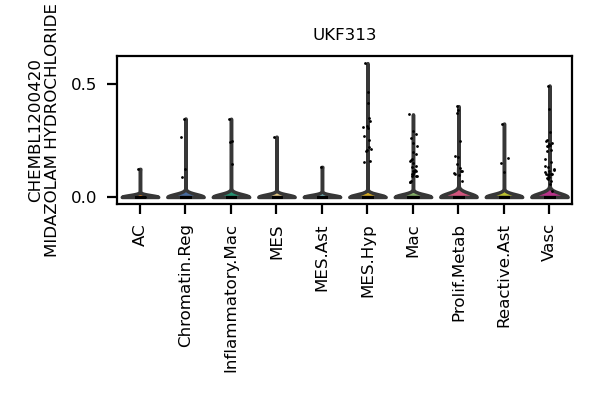 UKF313
CHEMBL1200420
MIDAZOLAM HYDROCHLORIDE
0.5
0.0
AC
Chromatin.Reg
Inflammatory.Mac
MES
MES.Ast
MES.Hyp
Mac
Prolif.Metab
Reactive.Ast
Vasc